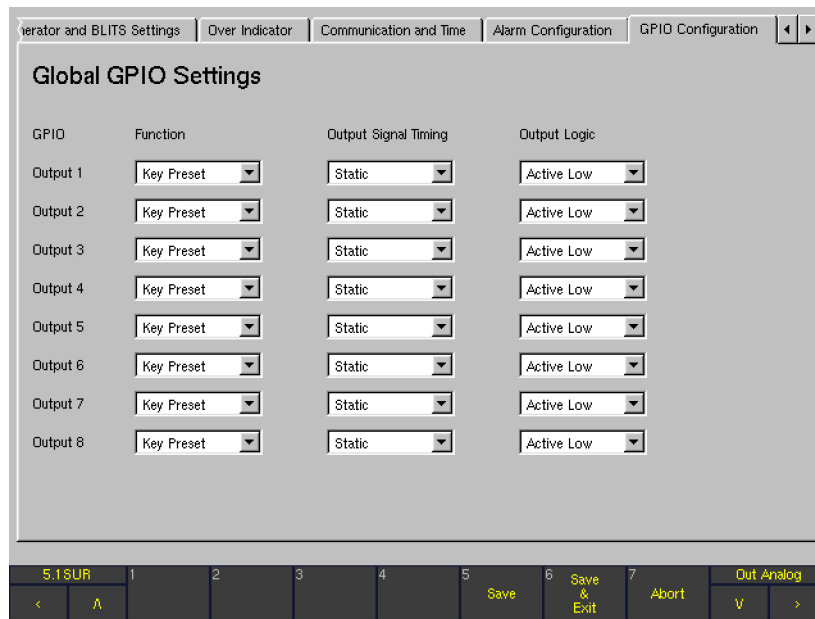 nerator and BLITS Settings Over Indicator Communication and Time Alarm Configuration GPIO Configuration
Global GPIO Settings
GPIO Function Output Signal Timing Output Logic
Output 1 Key Preset Static Active Low
Output 2 Key Preset Static Active Low
Output 3 Key Preset Static Active Low
Output 4 Key Preset Static Active Low
Output 5 Key Preset Static Active Low
Output 6 Key Preset Static Active Low
Output 7 Key Preset Static Active Low
Output 8 Key Preset Static Active Low
5.1SUR 1 2 3 4 5 6 7 Out Analog
Save
Save
&
Exit
Abort
< Λ V >